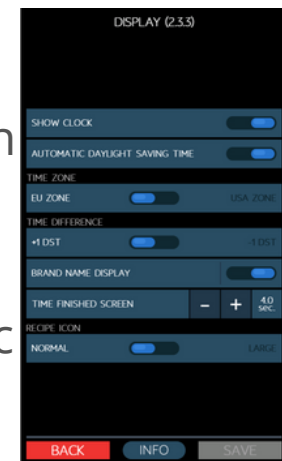 DISPLAY (2.3.3)
SHOW CLOCK
AUTOMATIC DAYLIGHT SAVING TIME
TIME ZONE
EU ZONE USA ZONE
TIME DIFFERENCE
+1 DST -1 DST
BRAND NAME DISPLAY
TIME FINISHED SCREEN - + 4.0 sec.
RECIPE ICON
NORMAL LARGE
BACK INFO SAVE